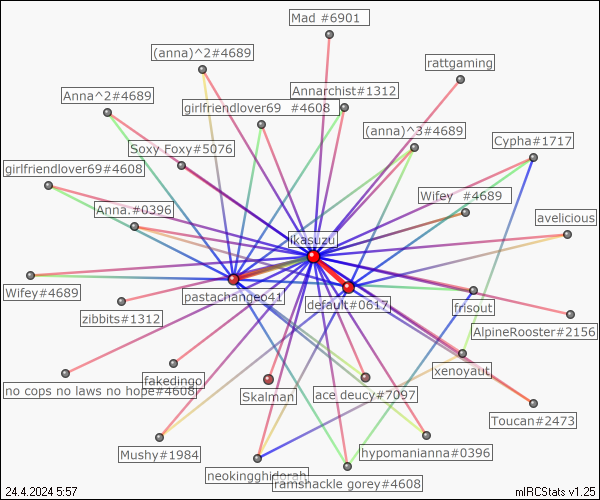 Mad #6901
(anna)^2#4689
rattgaming
Annarchist#1312
Anna^2#4689
girlfriendlover69 #4608
(anna)^3#4689
Cypha#1717
Soxy Foxy#5076
girlfriendlover69#4608
Wifey #4689
Anna.#0396
avelicious
ikasuzu
Wifey#4689
pastachange041
default#0617
frisout
zibbits#1312
AlpineRooster#2156
xenoyaut
fakedingo
no cops no laws no hope#4608
Skalman
ace deucy#7097
Toucan#2473
Mushy#1984
hypomanianna#0396
neokingghidorah
ramshackle gorey#4608
24.4.2024 5:57
mIRCStats v1.25